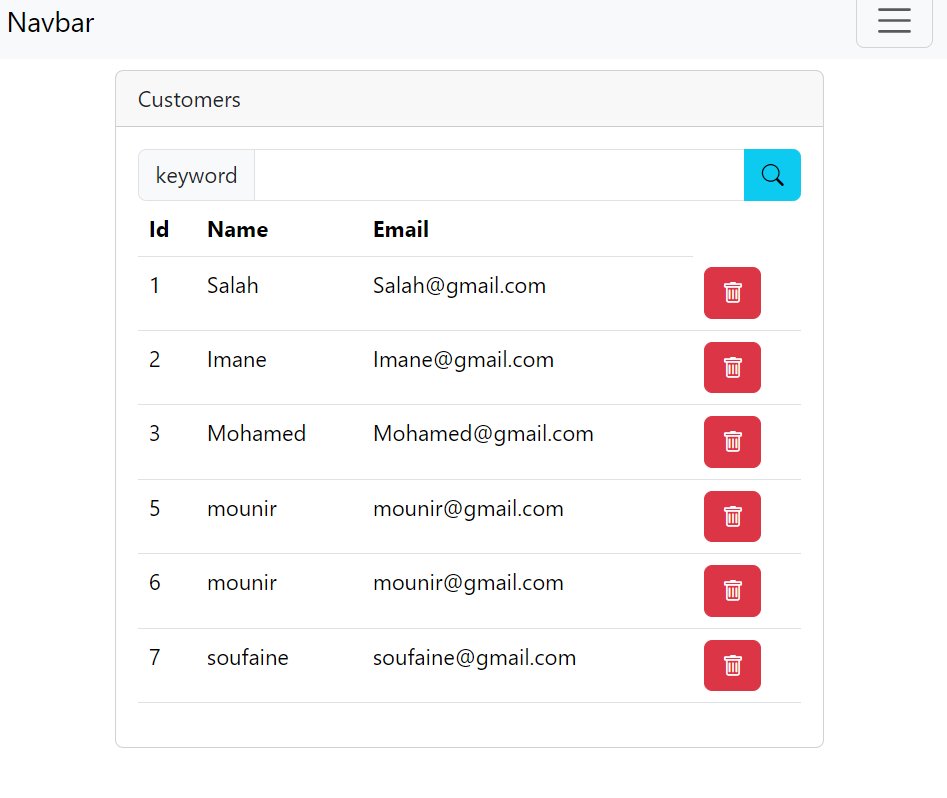 Navbar
Customers
keyword
Id Name Email
1 Salah Salah@gmail.com
2 Imane Imane@gmail.com
3 Mohamed Mohamed@gmail.com
5 mounir mounir@gmail.com
6 mounir mounir@gmail.com
7 soufaine soufaine@gmail.com